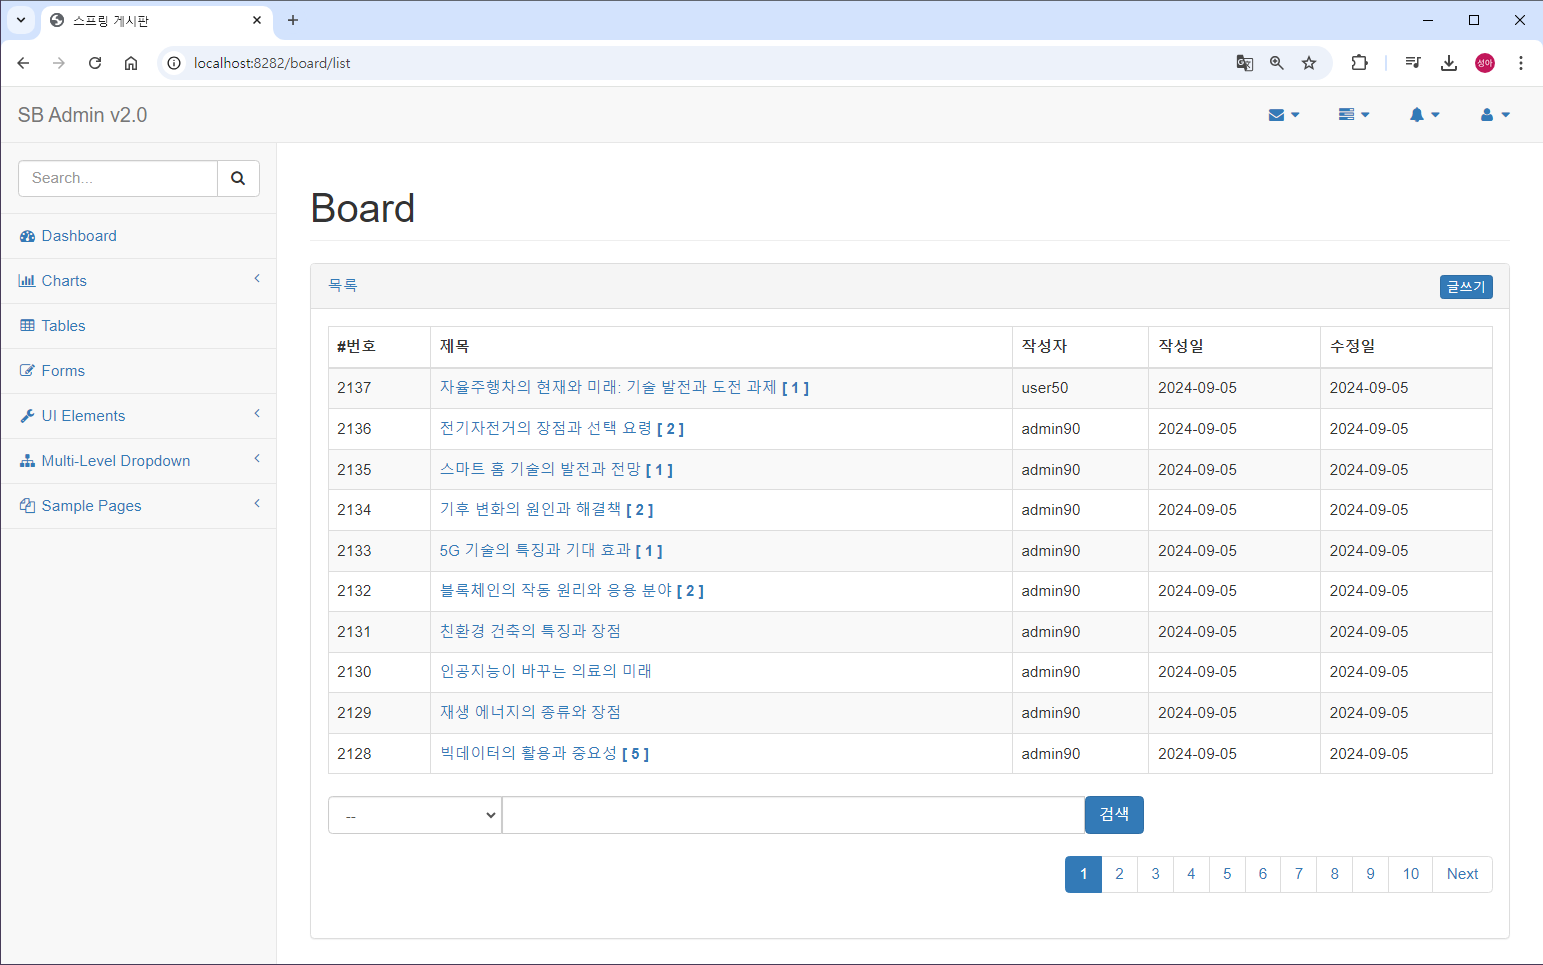 스프링 게시판
localhost:8282/board/list
성아
SB Admin v2.0
Search...
Dashboard
Charts
Tables
Forms
UI Elements
Multi-Level Dropdown
Sample Pages
Board
목록 글쓰기
#번호 제목 작성자 작성일 수정일
2137 자율주행차의 현재와 미래: 기술 발전과 도전 과제 [ 1 ] user50 2024-09-05 2024-09-05
2136 전기자전거의 장점과 선택 요령 [ 2 ] admin90 2024-09-05 2024-09-05
2135 스마트 홈 기술의 발전과 전망 [ 1 ] admin90 2024-09-05 2024-09-05
2134 기후 변화의 원인과 해결책 [ 2 ] admin90 2024-09-05 2024-09-05
2133 5G 기술의 특징과 기대 효과 [ 1 ] admin90 2024-09-05 2024-09-05
2132 블록체인의 작동 원리와 응용 분야 [ 2 ] admin90 2024-09-05 2024-09-05
2131 친환경 건축의 특징과 장점 admin90 2024-09-05 2024-09-05
2130 인공지능이 바꾸는 의료의 미래 admin90 2024-09-05 2024-09-05
2129 재생 에너지의 종류와 장점 admin90 2024-09-05 2024-09-05
2128 빅데이터의 활용과 중요성 [ 5 ] admin90 2024-09-05 2024-09-05
-- 검색
1 2 3 4 5 6 7 8 9 10 Next